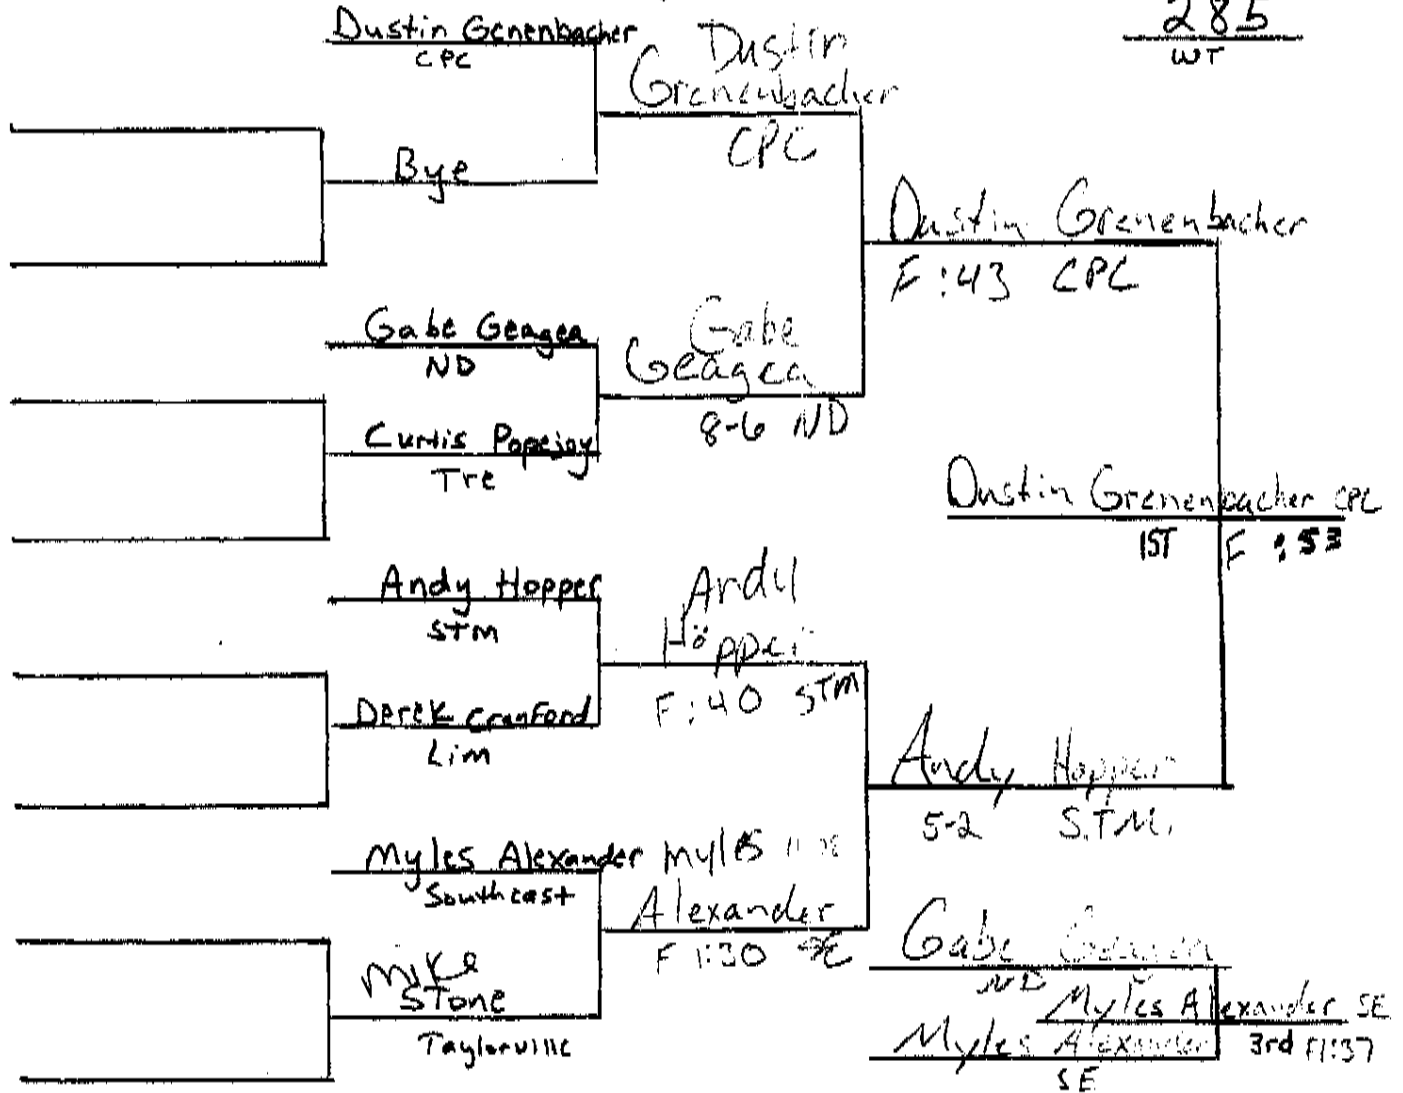 285
WT
Dustin Genenbacher
CPC
Bye
Gabe Geagea
ND
Curtis Popejoy
Tre
Andy Hopper
STM
Derek Cranford
Lim
Myles Alexander
Southeast
Mike
Stone
Taylorville
Dustin
Grenenbacher
CPC
Gabe
Geagea
8-6 ND
Andy
Hopper
F :40 STM
Myles
Alexander
F 1:30 SE
Dustin Grenenbacher
F :43 CPC
Andy Hopper
5-2 S.T.M.
Dustin Grenenbacher CPC
1ST F :53
Gabe Geagea
ND
Myles Alexander
SE
Myles Alexander SE
3rd F1:37